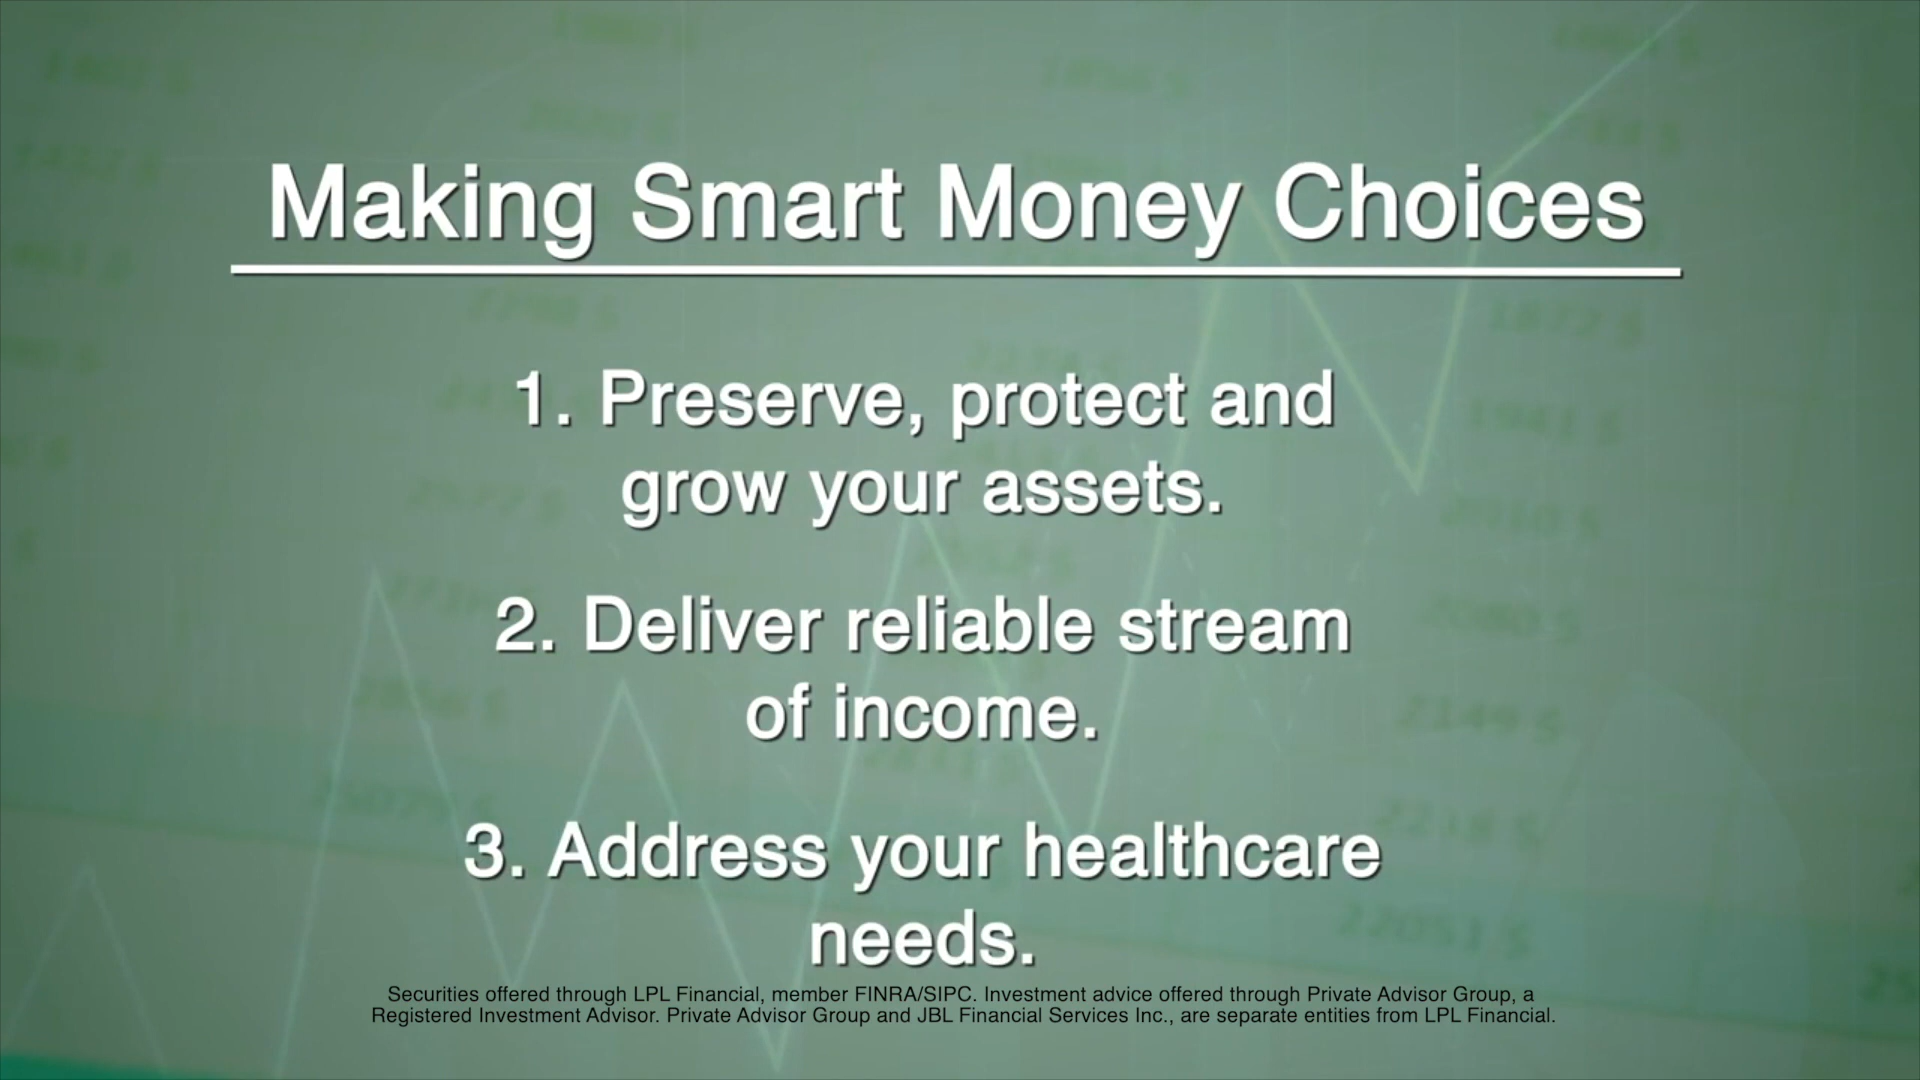 Making Smart Money Choices
1. Preserve, protect and
grow your assets.
2. Deliver reliable stream
of income.
3. Address your healthcare
needs.
Securities offered through LPL Financial, member FINRA/SIPC. Investment advice offered through Private Advisor Group, a
Registered Investment Advisor. Private Advisor Group and JBL Financial Services Inc., are separate entities from LPL Financial.